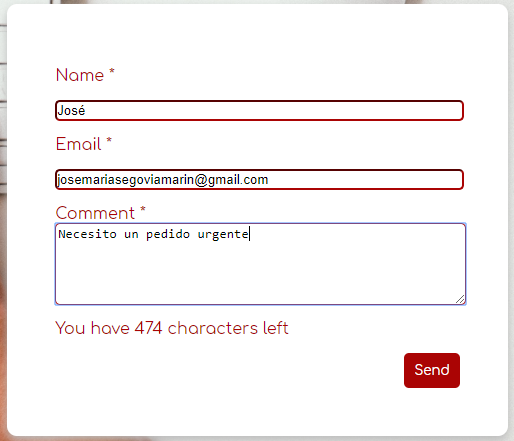 Name *
José
Email *
josemariasegoviamarin@gmail.com
Comment *
Necesito un pedido urgente
You have 474 characters left
Send